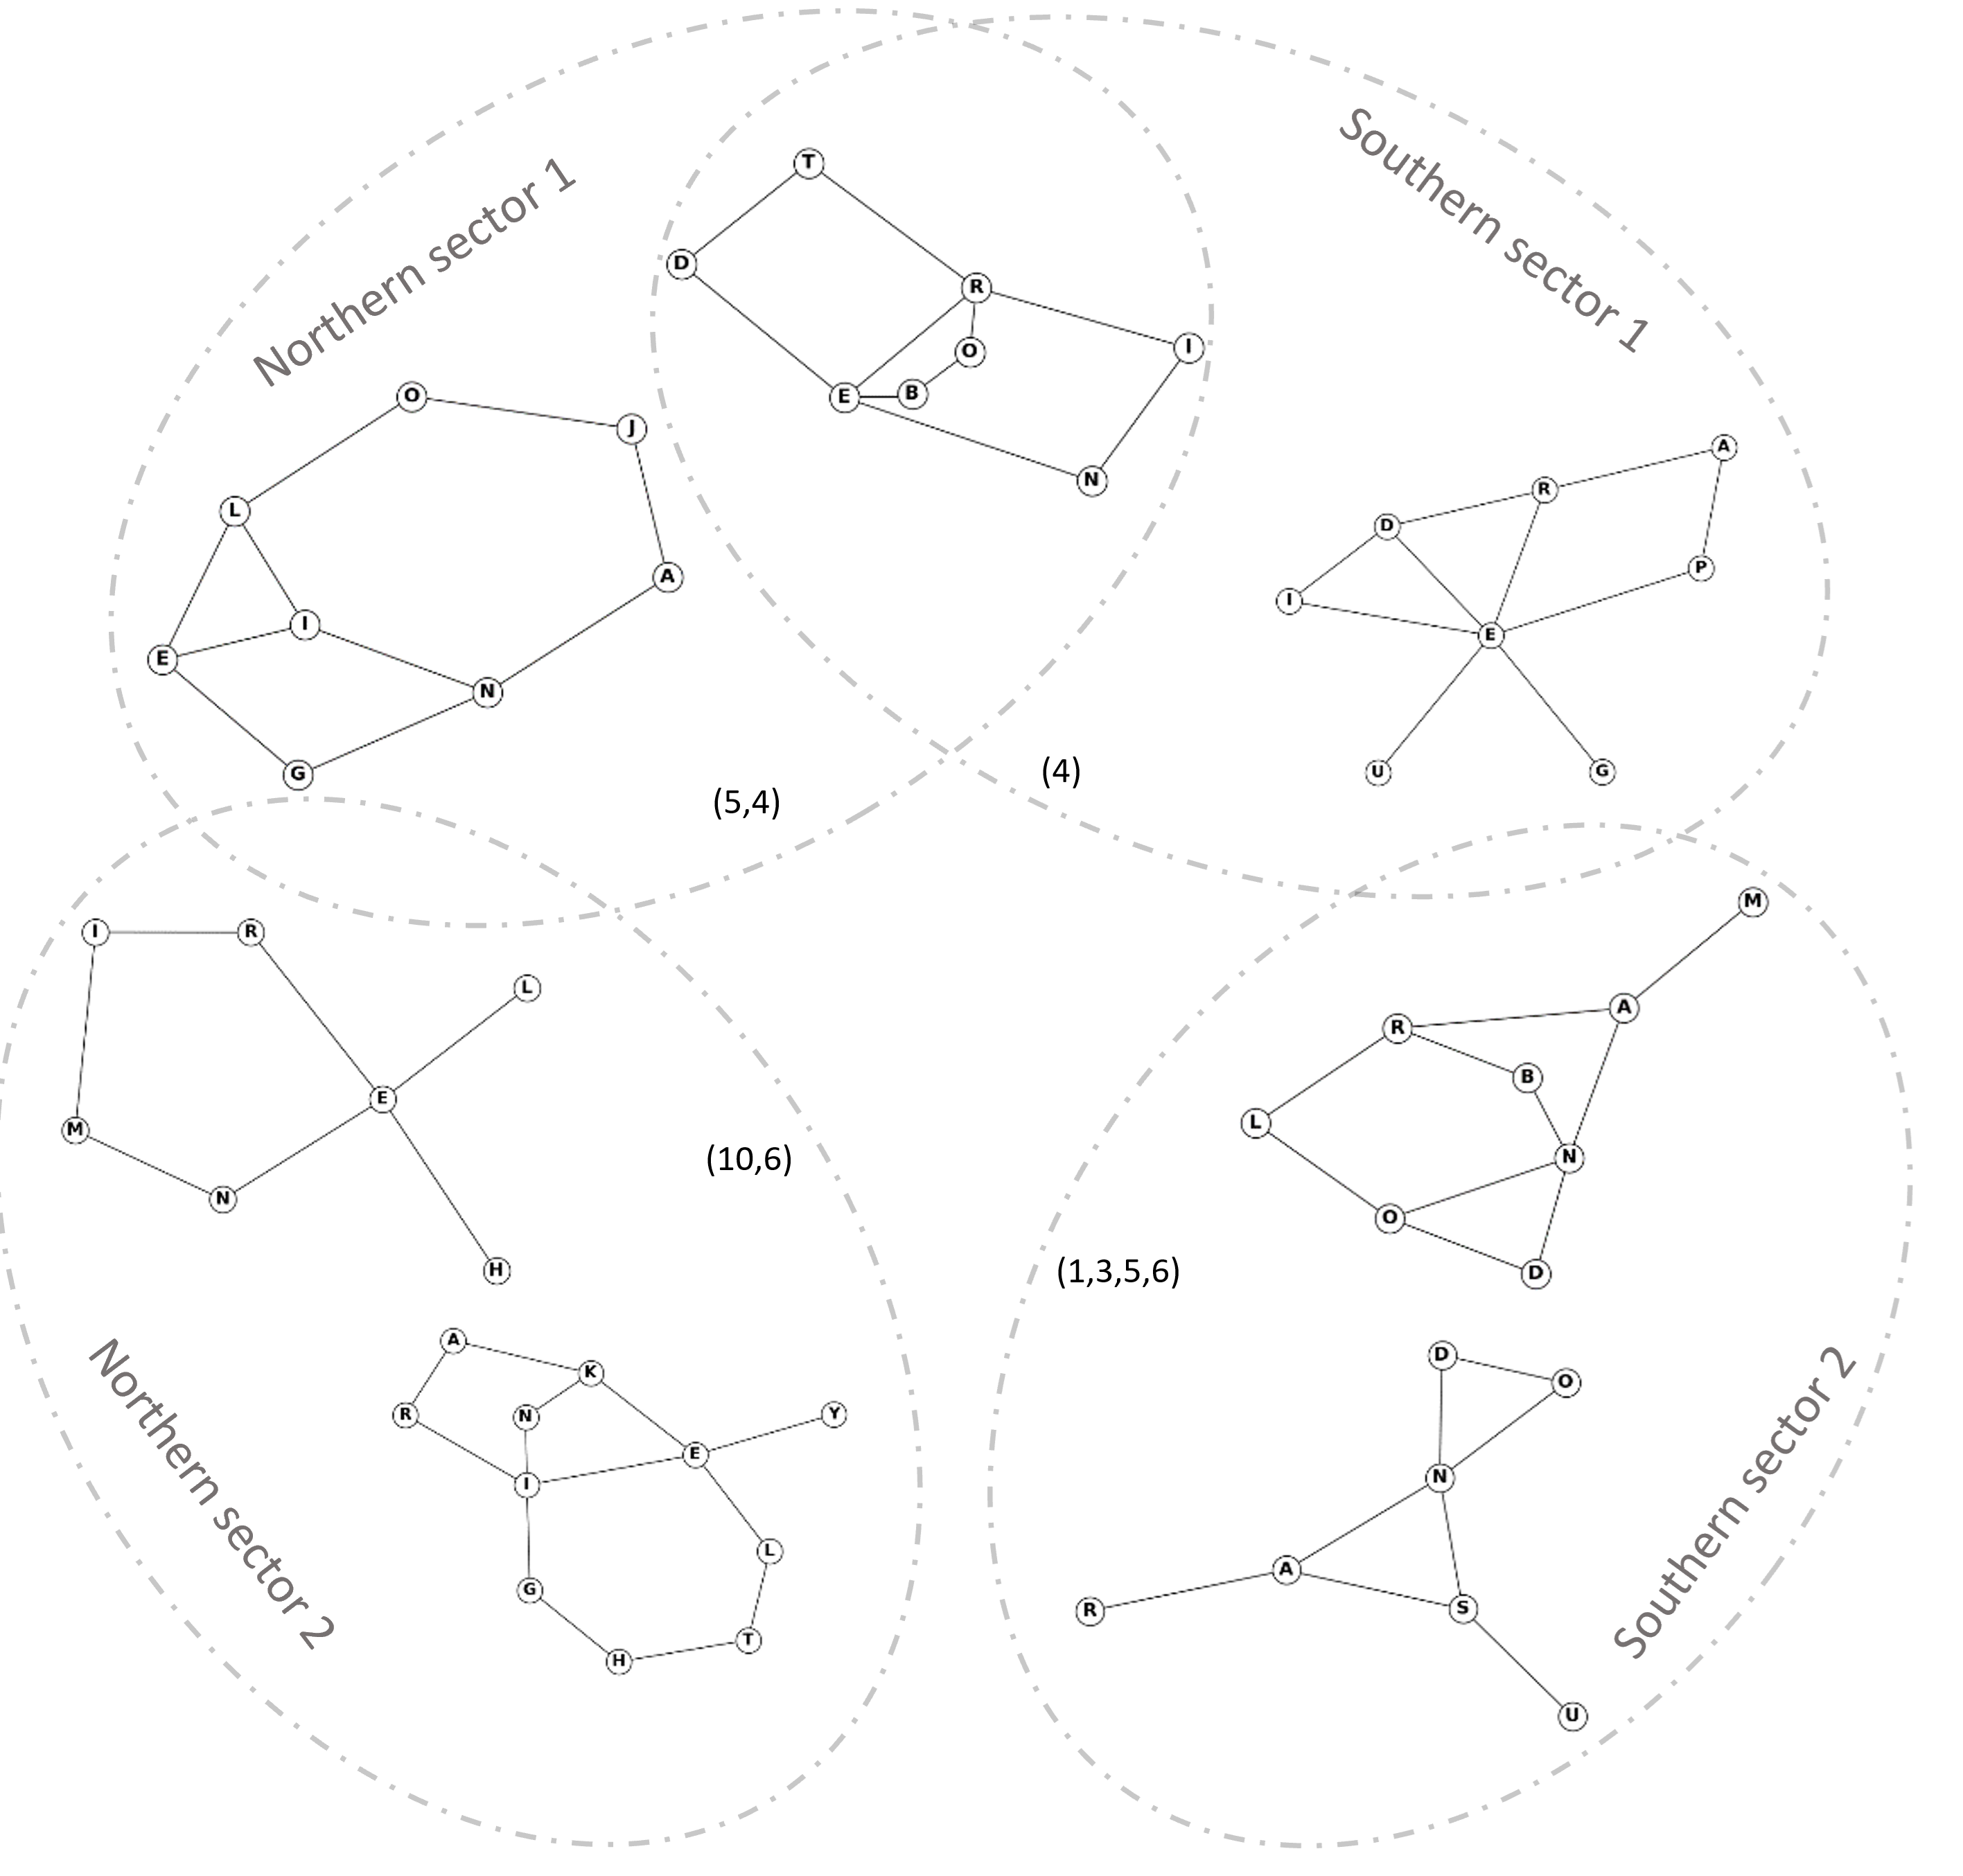 Northern sector 1
Southern sector 1
T
D
R
I
O
E
B
N
O
J
L
A
I
E
N
G
A
R
D
P
I
E
U
G
(4)
(5,4)
I
R
L
E
M
N
H
(10,6)
M
A
R
B
L
N
O
D
(1,3,5,6)
A
K
R
N
Y
E
I
L
G
T
H
Northern sector 2
D
O
N
A
R
S
U
Southern sector 2